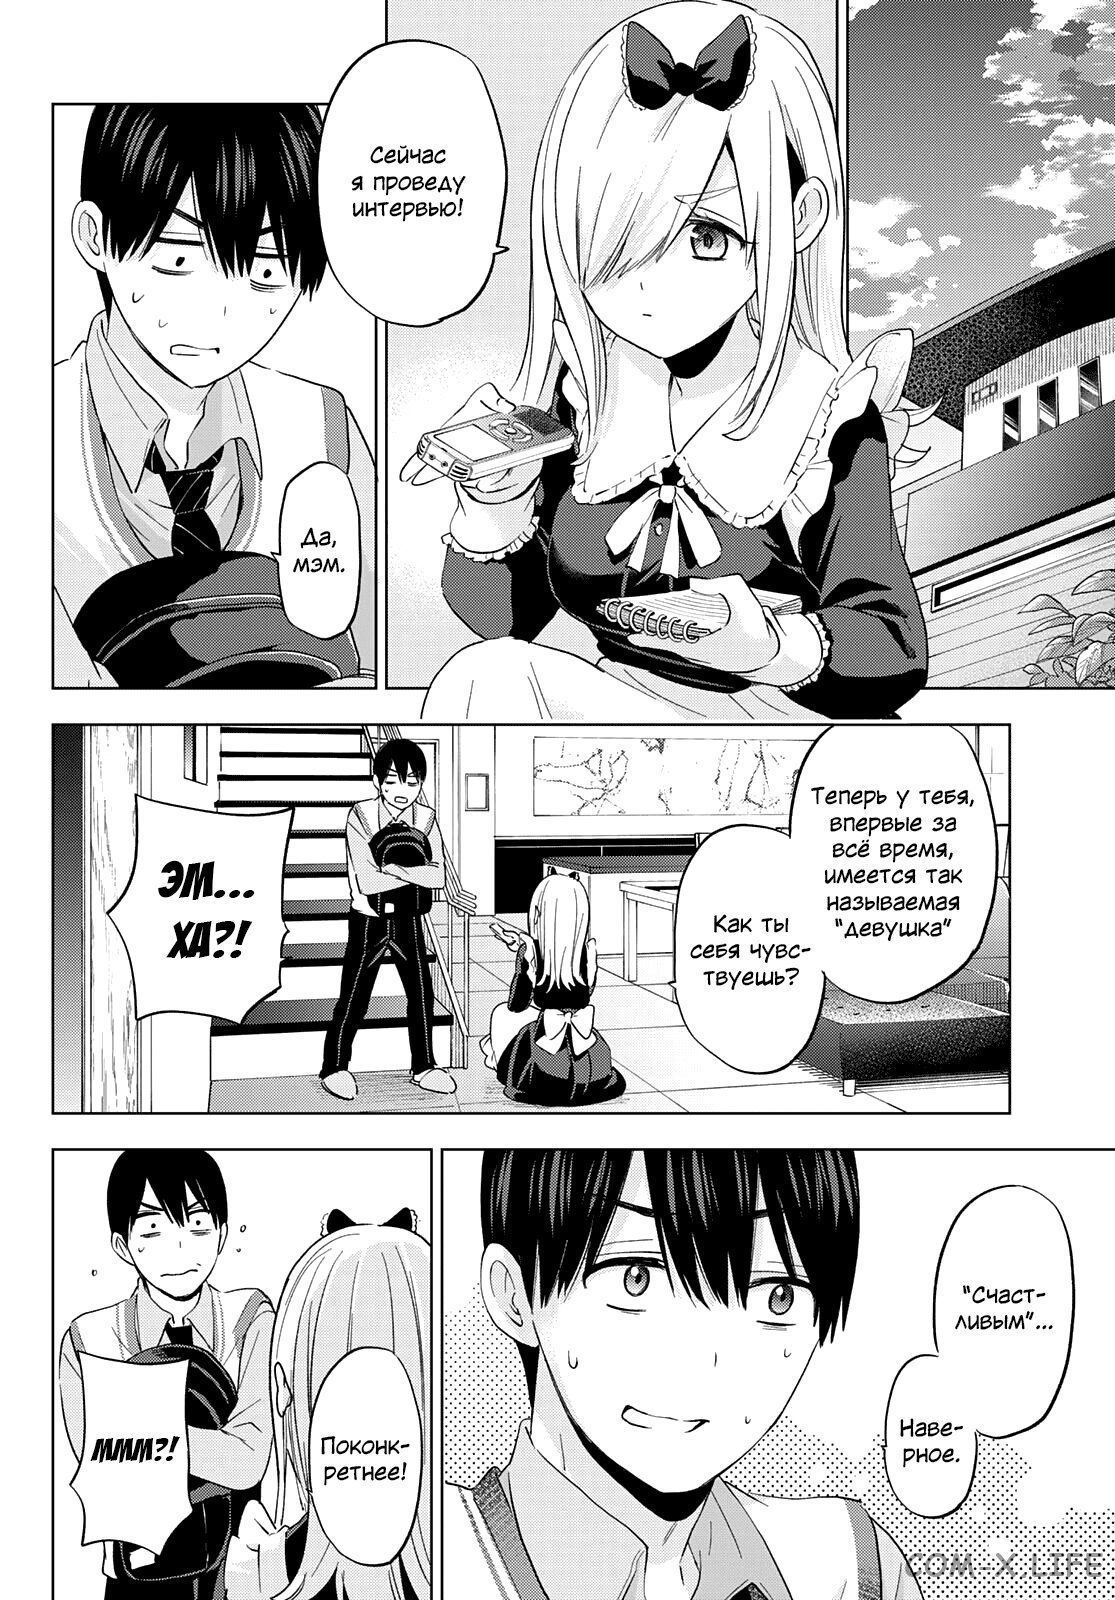 Сейчас
я проведу
интервью!
Да,
мэм.
Теперь у тебя,
впервые за
всё время,
имеется так
называемая
"девушка"
Как ты
себя чувс-
твуешь?
ЭМ...
ХА?!
"Счаст-
ливым"...
Наве-
рное.
Поконк-
ретнее!
МММ?!
COM-X.LIFE